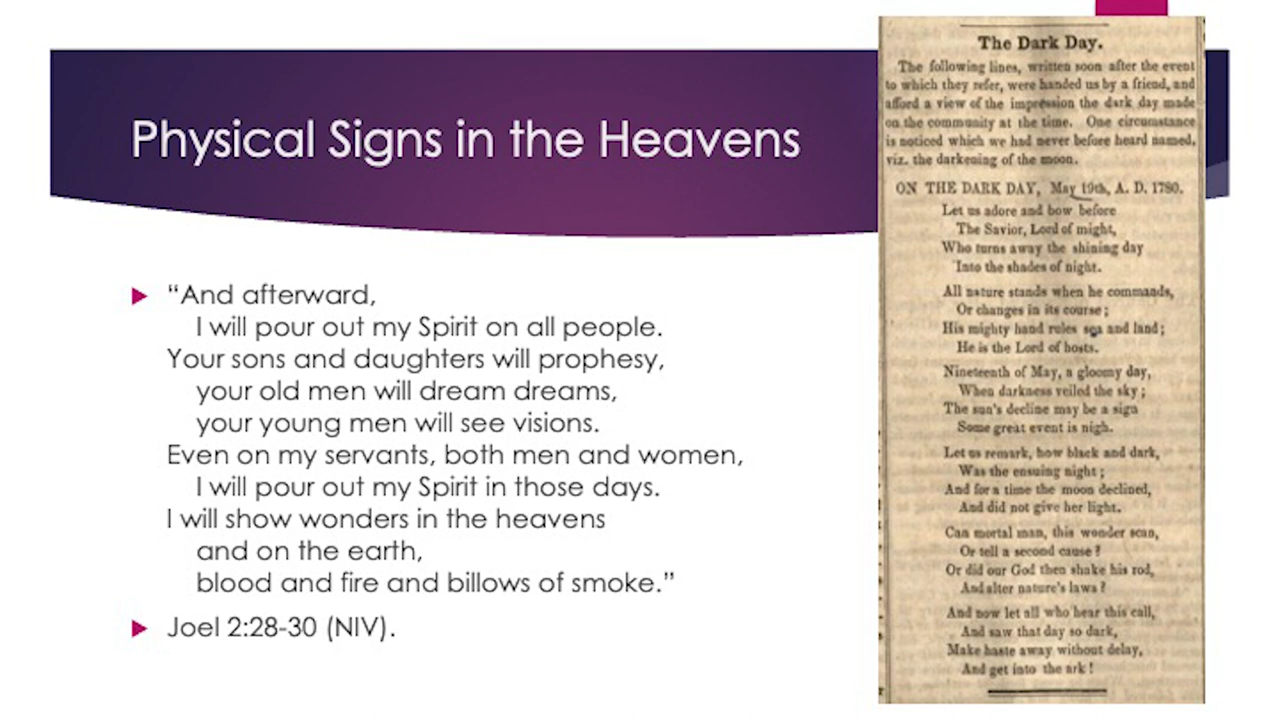 Physical Signs in the Heavens
“And afterward,
I will pour out my Spirit on all people.
Your sons and daughters will prophesy,
your old men will dream dreams,
your young men will see visions.
Even on my servants, both men and women,
I will pour out my Spirit in those days.
I will show wonders in the heavens
and on the earth,
blood and fire and billows of smoke.”
Joel 2:28-30 (NIV).
The Dark Day.
The following lines, written soon after the event
to which they refer, were handed us by a friend, and
afford a view of the impression the dark day made
on the community at the time. One circumstance
is noticed which we had never before heard named,
viz. the darkening of the moon.
ON THE DARK DAY, May 19th, A. D. 1780.
Let us adore and bow before
The Savior, Lord of might,
Who turns away the shining day
Into the shades of night.
All nature stands when he commands,
Or changes in its course;
His mighty hand rules sea and land;
He is the Lord of hosts.
Nineteenth of May, a gloomy day,
When darkness veiled the sky;
The sun's decline may be a sign
Some great event is nigh.
Let us remark, how black and dark,
Was the ensuing night;
And for a time the moon declined,
And did not give her light.
Can mortal man, this wonder scan,
Or tell a second cause?
Or did our God then shake his rod,
And alter nature's laws?
And now let all who hear this call,
And saw that day so dark,
Make haste away without delay,
And get into the ark!